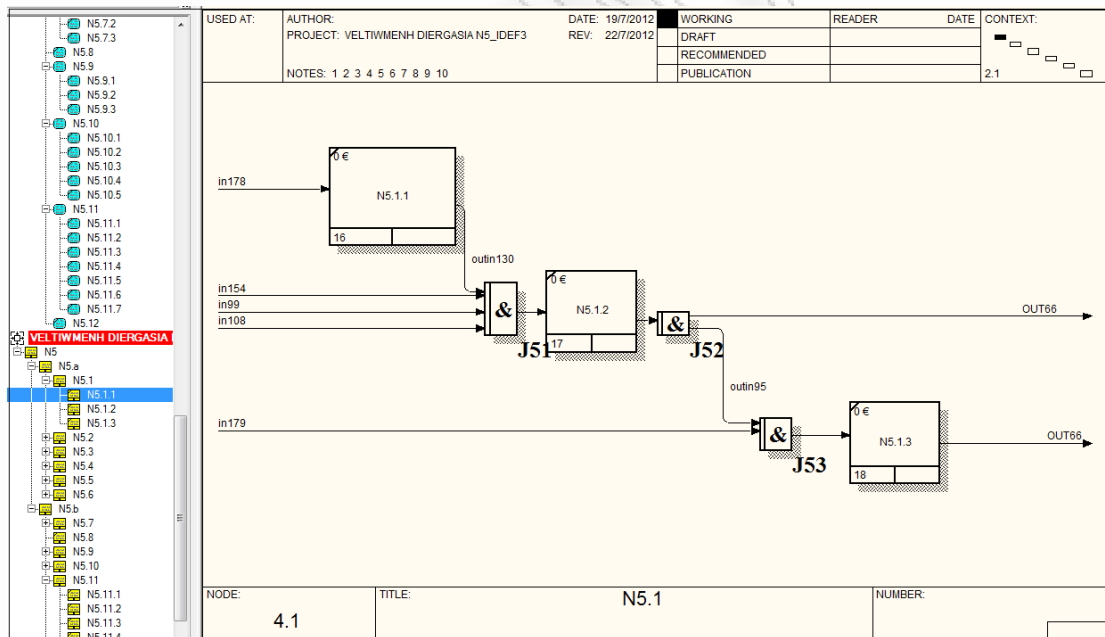 N5.7.2
N5.7.3
N5.8
N5.9
N5.9.1
N5.9.2
N5.9.3
N5.10
N5.10.1
N5.10.2
N5.10.3
N5.10.4
N5.10.5
N5.11
N5.11.1
N5.11.2
N5.11.3
N5.11.4
N5.11.5
N5.11.6
N5.11.7
N5.12
VELTIWMENH DIERGASIA
N5
N5.a
N5.1
N5.1.1
N5.1.2
N5.1.3
N5.2
N5.3
N5.4
N5.5
N5.6
N5.b
N5.7
N5.8
N5.9
N5.10
N5.11
N5.11.1
N5.11.2
N5.11.3
N5.11.4
USED AT: AUTHOR: DATE: 19/7/2012 WORKING READER DATE CONTEXT:
PROJECT: VELTIWMENH DIERGASIA N5_IDEF3 REV: 22/7/2012 DRAFT
RECOMMENDED
NOTES: 1 2 3 4 5 6 7 8 9 10 PUBLICATION 2.1
0 €
in178
N5.1.1
16
outin130
0 €
in154
in99
& N5.1.2 OUT66
in108 &
J51 17 J52
outin95
0 €
in179
& N5.1.3 OUT66
J53 18
NODE: TITLE: N5.1 NUMBER:
4.1